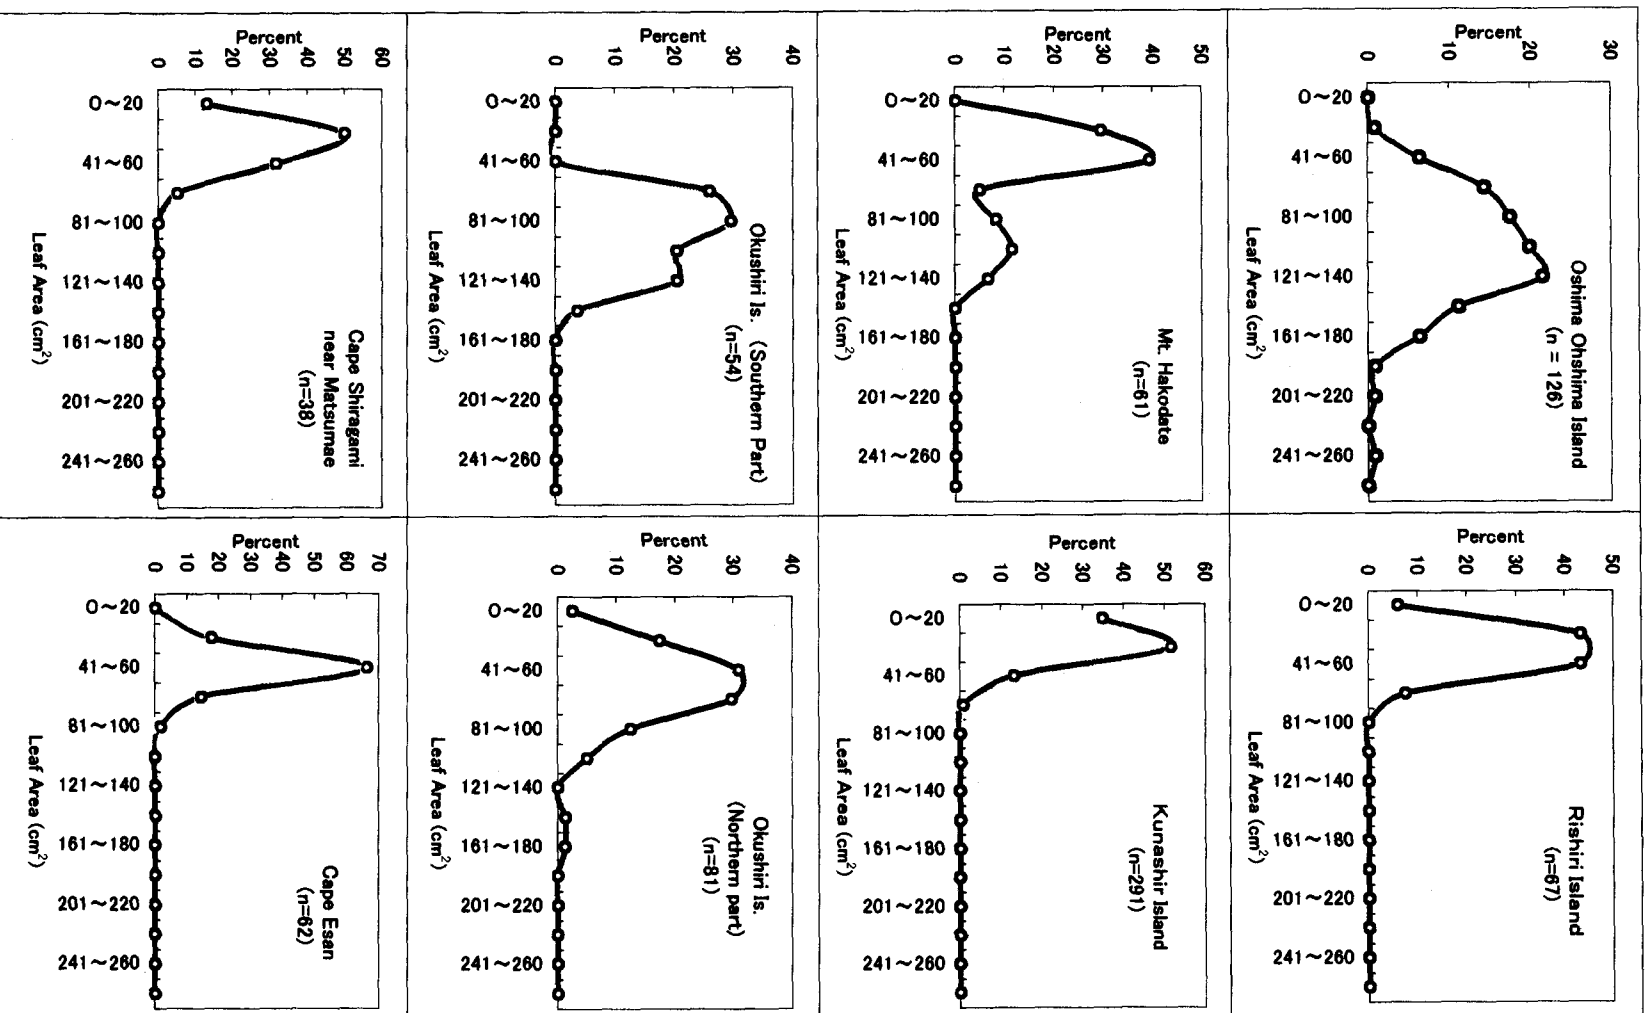 Percent
0 10 20 30
0～20
41～60
81～100
121～140
161～180
201～220
241～260
Leaf Area (cm²)
Oshima Ohshima Island
(n = 126)
Percent
0 10 20 30 40 50
0～20
41～60
81～100
121～140
161～180
201～220
241～260
Leaf Area (cm²)
Rishiri Island
(n=67)
Percent
0 10 20 30 40 50
0～20
41～60
81～100
121～140
161～180
201～220
241～260
Leaf Area (cm²)
Mt. Hakodate
(n=61)
Percent
0 10 20 30 40 50 60
0～20
41～60
81～100
121～140
161～180
201～220
241～260
Leaf Area (cm²)
Kunashir Island
(n=291)
Percent
0 10 20 30 40
0～20
41～60
81～100
121～140
161～180
201～220
241～260
Leaf Area (cm²)
Okushiri Is. (Southern Part)
(n=54)
Percent
0 10 20 30 40
0～20
41～60
81～100
121～140
161～180
201～220
241～260
Leaf Area (cm²)
Okushiri Is.
(Northern part)
(n=81)
Percent
0 10 20 30 40 50 60
0～20
41～60
81～100
121～140
161～180
201～220
241～260
Leaf Area (cm²)
Cape Shiragami
near Matsumae
(n=38)
Percent
0 10 20 30 40 50 60 70
0～20
41～60
81～100
121～140
161～180
201～220
241～260
Leaf Area (cm²)
Cape Esan
(n=62)